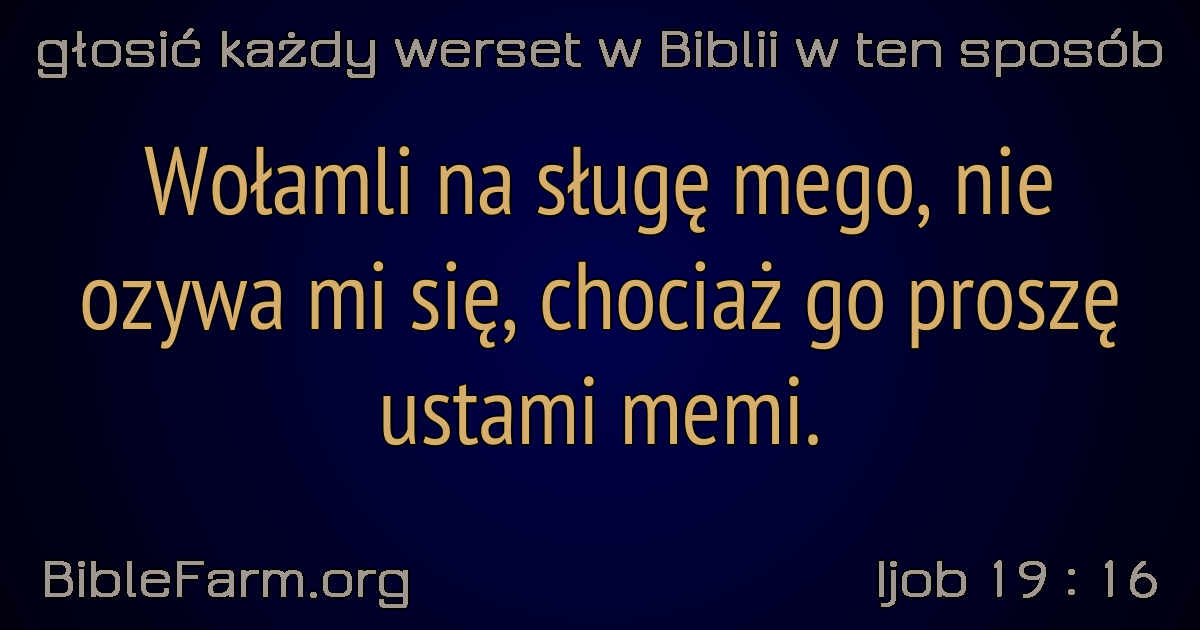 głosić każdy werset w Biblii w ten sposób
Wołamli na sługę mego, nie
ozywa mi się, chociaż go proszę
ustami memi.
BibleFarm.org
Ijob 19 : 16